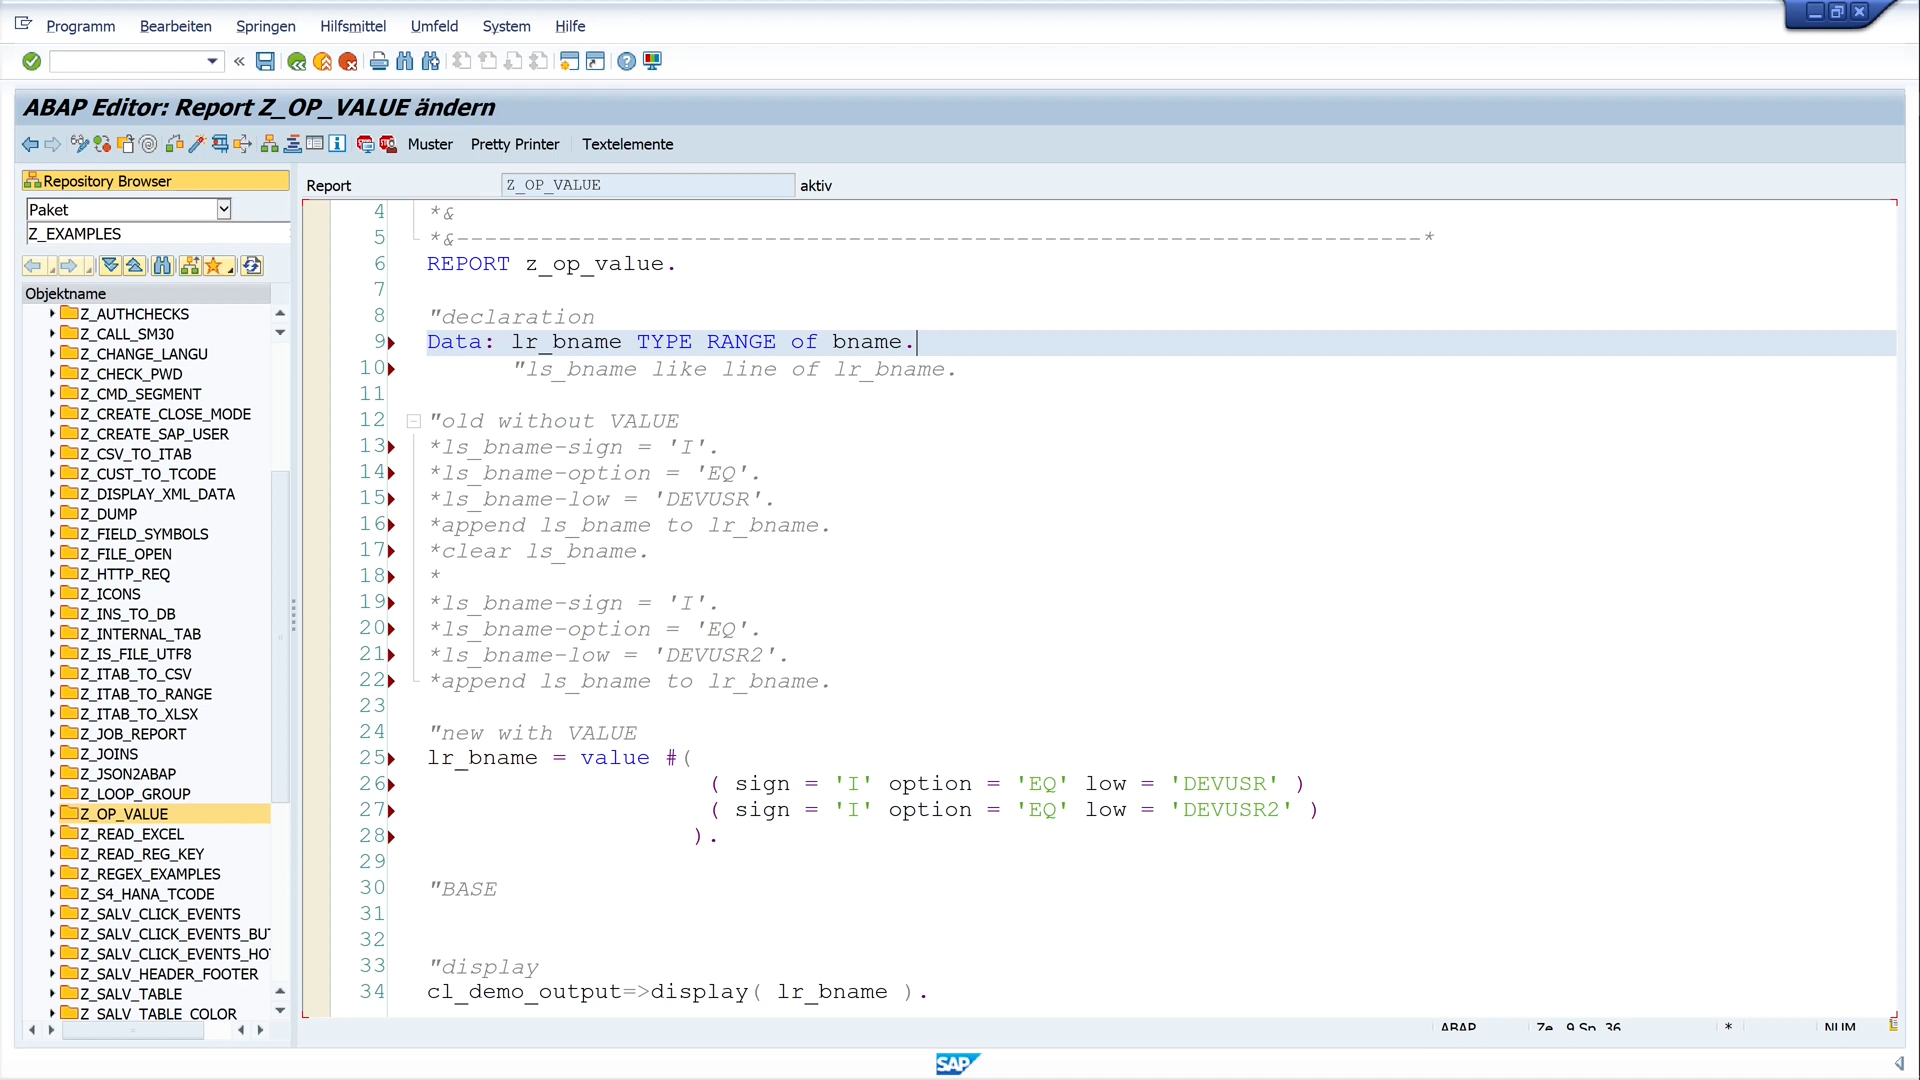 Programm Bearbeiten Springen Hilfsmittel Umfeld System Hilfe
ABAP Editor: Report Z_OP_VALUE ändern
Muster Pretty Printer Textelemente
Repository Browser
Paket
Z_EXAMPLES
Objektname
Z_AUTHCHECKS
Z_CALL_SM30
Z_CHANGE_LANGU
Z_CHECK_PWD
Z_CMD_SEGMENT
Z_CREATE_CLOSE_MODE
Z_CREATE_SAP_USER
Z_CSV_TO_ITAB
Z_CUST_TO_TCODE
Z_DISPLAY_XML_DATA
Z_DUMP
Z_FIELD_SYMBOLS
Z_FILE_OPEN
Z_HTTP_REQ
Z_ICONS
Z_INS_TO_DB
Z_INTERNAL_TAB
Z_IS_FILE_UTF8
Z_ITAB_TO_CSV
Z_ITAB_TO_RANGE
Z_ITAB_TO_XLSX
Z_JOB_REPORT
Z_JOINS
Z_JSON2ABAP
Z_LOOP_GROUP
Z_OP_VALUE
Z_READ_EXCEL
Z_READ_REG_KEY
Z_REGEX_EXAMPLES
Z_S4_HANA_TCODE
Z_SALV_CLICK_EVENTS
Z_SALV_CLICK_EVENTS_BU
Z_SALV_CLICK_EVENTS_HO
Z_SALV_HEADER_FOOTER
Z_SALV_TABLE
Z_SALV_TABLE_COLOR
Report Z_OP_VALUE aktiv
4 *&
5 *&---------------------------------------------------------------------*
6 REPORT z_op_value.
7
8 "declaration
9 Data: lr_bname TYPE RANGE of bname.
10 "ls_bname like line of lr_bname.
11
12 "old without VALUE
13 *ls_bname-sign = 'I'.
14 *ls_bname-option = 'EQ'.
15 *ls_bname-low = 'DEVUSR'.
16 *append ls_bname to lr_bname.
17 *clear ls_bname.
18 *
19 *ls_bname-sign = 'I'.
20 *ls_bname-option = 'EQ'.
21 *ls_bname-low = 'DEVUSR2'.
22 *append ls_bname to lr_bname.
23
24 "new with VALUE
25 lr_bname = value #(
26 ( sign = 'I' option = 'EQ' low = 'DEVUSR' )
27 ( sign = 'I' option = 'EQ' low = 'DEVUSR2' )
28 ).
29
30 "BASE
31
32
33 "display
34 cl_demo_output=>display( lr_bname ).
ABAP Ze 9 Sp 36 * NUM
SAP